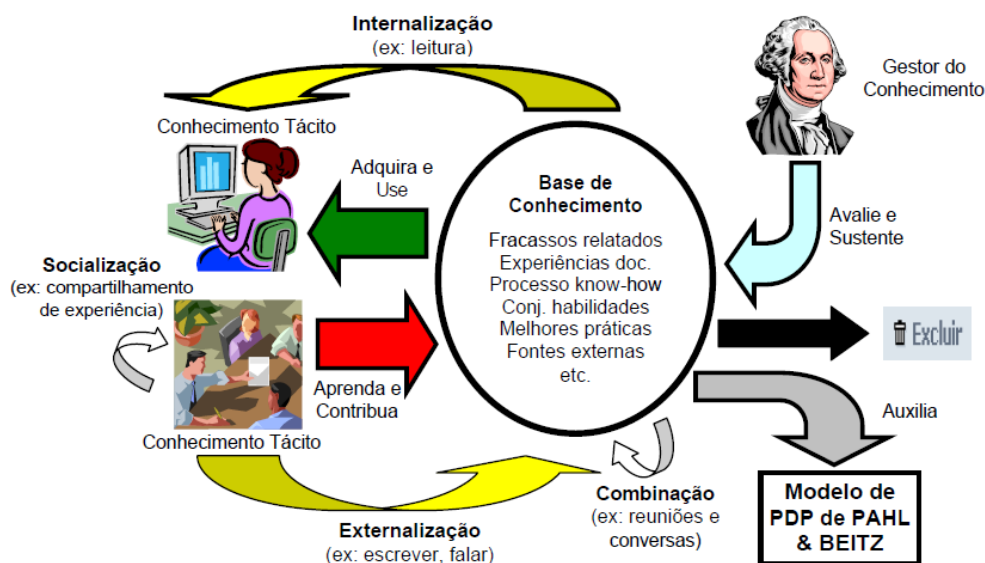 Internalização
(ex: leitura)
Gestor do
Conhecimento
Conhecimento Tácito
Adquira e
Use
Base de
Conhecimento
Fracassos relatados
Experiências doc.
Processo know-how
Conj. habilidades
Melhores práticas
Fontes externas
etc.
Avalie e
Sustente
Socialização
(ex: compartilhamento
de experiência)
Aprenda e
Contribua
Excluir
Auxilia
Conhecimento Tácito
Externalização
(ex: escrever, falar)
Combinação
(ex: reuniões e
conversas)
Modelo de
PDP de PAHL
& BEITZ